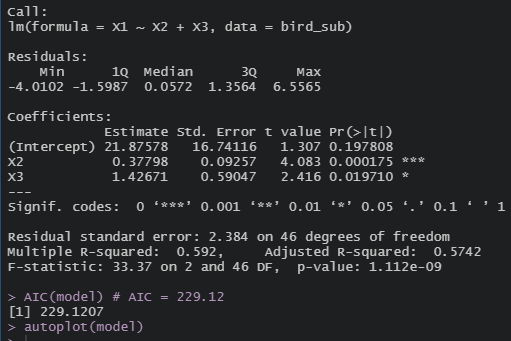 Call:
lm(formula = X1 ~ X2 + X3, data = bird_sub)
Residuals:
Min 1Q Median 3Q Max
-4.0102 -1.5987 0.0572 1.3564 6.5565
Coefficients:
Estimate Std. Error t value Pr(>|t|)
(Intercept) 21.87578 16.74116 1.307 0.197808
X2 0.37798 0.09257 4.083 0.000175 ***
X3 1.42671 0.59047 2.416 0.019710 *
---
Signif. codes: 0 ‘***’ 0.001 ‘**’ 0.01 ‘*’ 0.05 ‘.’ 0.1 ‘ ’ 1
Residual standard error: 2.384 on 46 degrees of freedom
Multiple R-squared: 0.592, Adjusted R-squared: 0.5742
F-statistic: 33.37 on 2 and 46 DF, p-value: 1.112e-09
> AIC(model) # AIC = 229.12
[1] 229.1207
> autoplot(model)
>